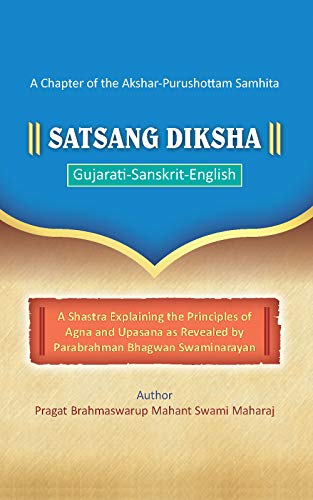 A Chapter of the Akshar-Purushottam Samhita
|| SATSANG DIKSHA ||
Gujarati-Sanskrit-English
A Shastra Explaining the Principles of
Agna and Upasana as Revealed by
Parabrahman Bhagwan Swaminarayan
Author
Pragat Brahmaswarup Mahant Swami Maharaj